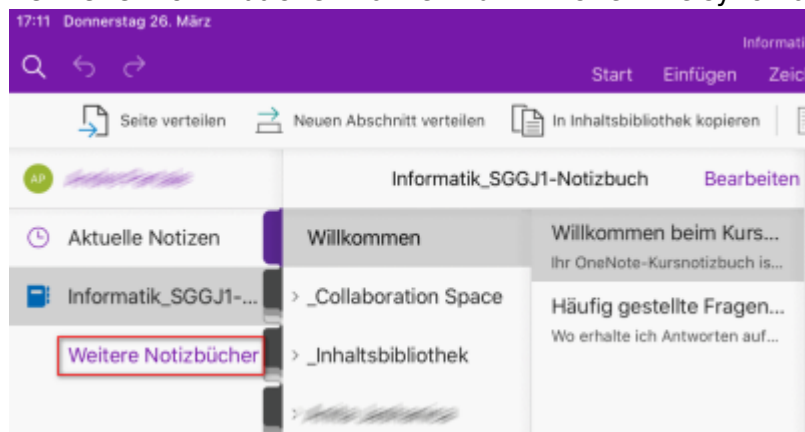 17:11 Donnerstag 26. März
Informati
Start Einfügen Zeic
Seite verteilen Neuen Abschnitt verteilen In Inhaltsbibliothek kopieren
AP
Informatik_SGGJ1-Notizbuch Bearbeiten
Aktuelle Notizen
Informatik_SGGJ1-...
Weitere Notizbücher
Willkommen
> _Collaboration Space
> _Inhaltsbibliothek
>
Willkommen beim Kurs...
Ihr OneNote-Kursnotizbuch is...
Häufig gestellte Fragen...
Wo erhalte ich Antworten auf...